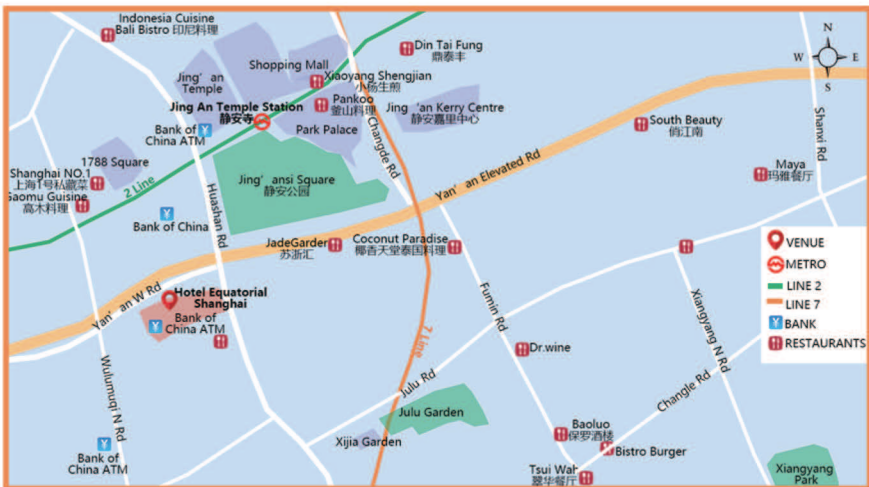 Indonesia Cuisine
Bali Bistro 印尼料理
Din Tai Fung
鼎泰丰
Shopping Mall
Jing'an
Temple
Xiaoyang Shengjian
小杨生煎
Pankoo
釜山料理
Jing'an Kerry Centre
静安嘉里中心
Jing An Temple Station
静安寺
Park Palace
Bank of
China ATM
Changde Rd
South Beauty
俏江南
Shanxi Rd
N
W
E
S
1788 Square
Shanghai NO.1
上海1号私藏菜
Gaomu Guisine
高木料理
2 Line
Jing'ansi Square
静安公园
Yan'an Elevated Rd
Maya
玛雅餐厅
Bank of China
Huashan Rd
JadeGarder
苏浙汇
Coconut Paradise
椰香天堂泰国料理
VENUE
METRO
LINE 2
LINE 7
BANK
RESTAURANTS
Yan'an W Rd
Hotel Equatorial
Shanghai
Bank of
China ATM
Fumin Rd
Xiangyang N Rd
7 Line
Dr.wine
Wulumuqi N Rd
Julu Rd
Changle Rd
Julu Garden
Xijia Garden
Baoluo
保罗酒楼
Bistro Burger
Bank of
China ATM
Tsui Wah
翠华餐厅
Xiangyang
Park